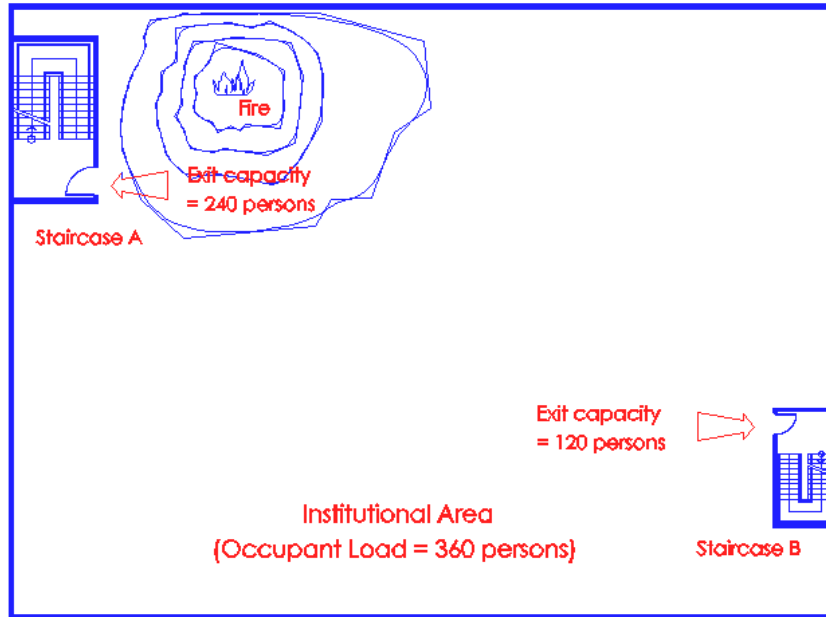 Fire
Exit capacity
= 240 persons
Staircase A
Exit capacity
= 120 persons
Institutional Area
(Occupant Load = 360 persons)
Staircase B